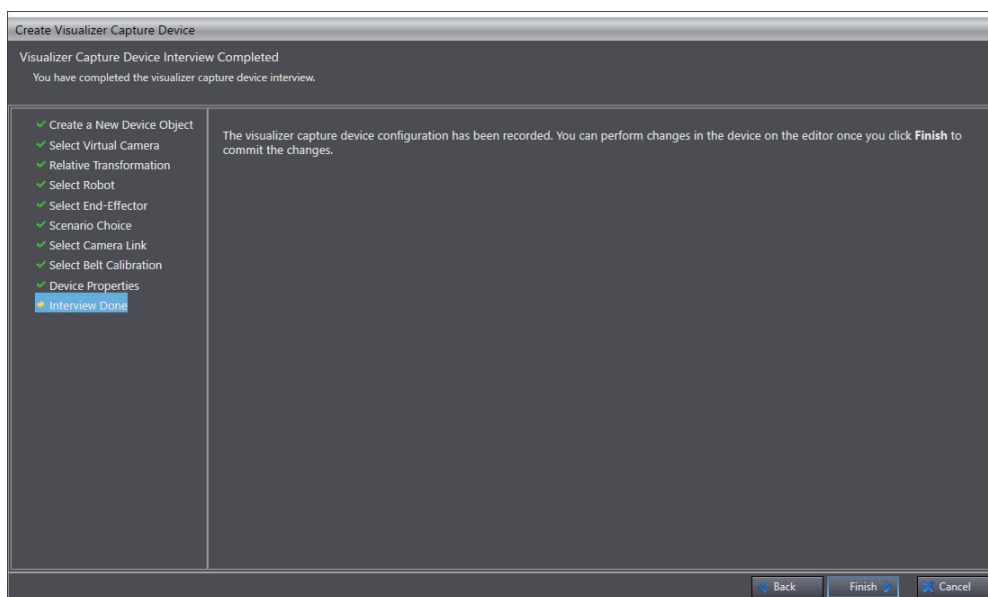 Create Visualizer Capture Device
Visualizer Capture Device Interview Completed
You have completed the visualizer capture device interview.
Create a New Device Object
Select Virtual Camera
Relative Transformation
Select Robot
Select End-Effector
Scenario Choice
Select Camera Link
Select Belt Calibration
Device Properties
Interview Done
The visualizer capture device configuration has been recorded. You can perform changes in the device on the editor once you click Finish to
commit the changes.
Back
Finish
Cancel